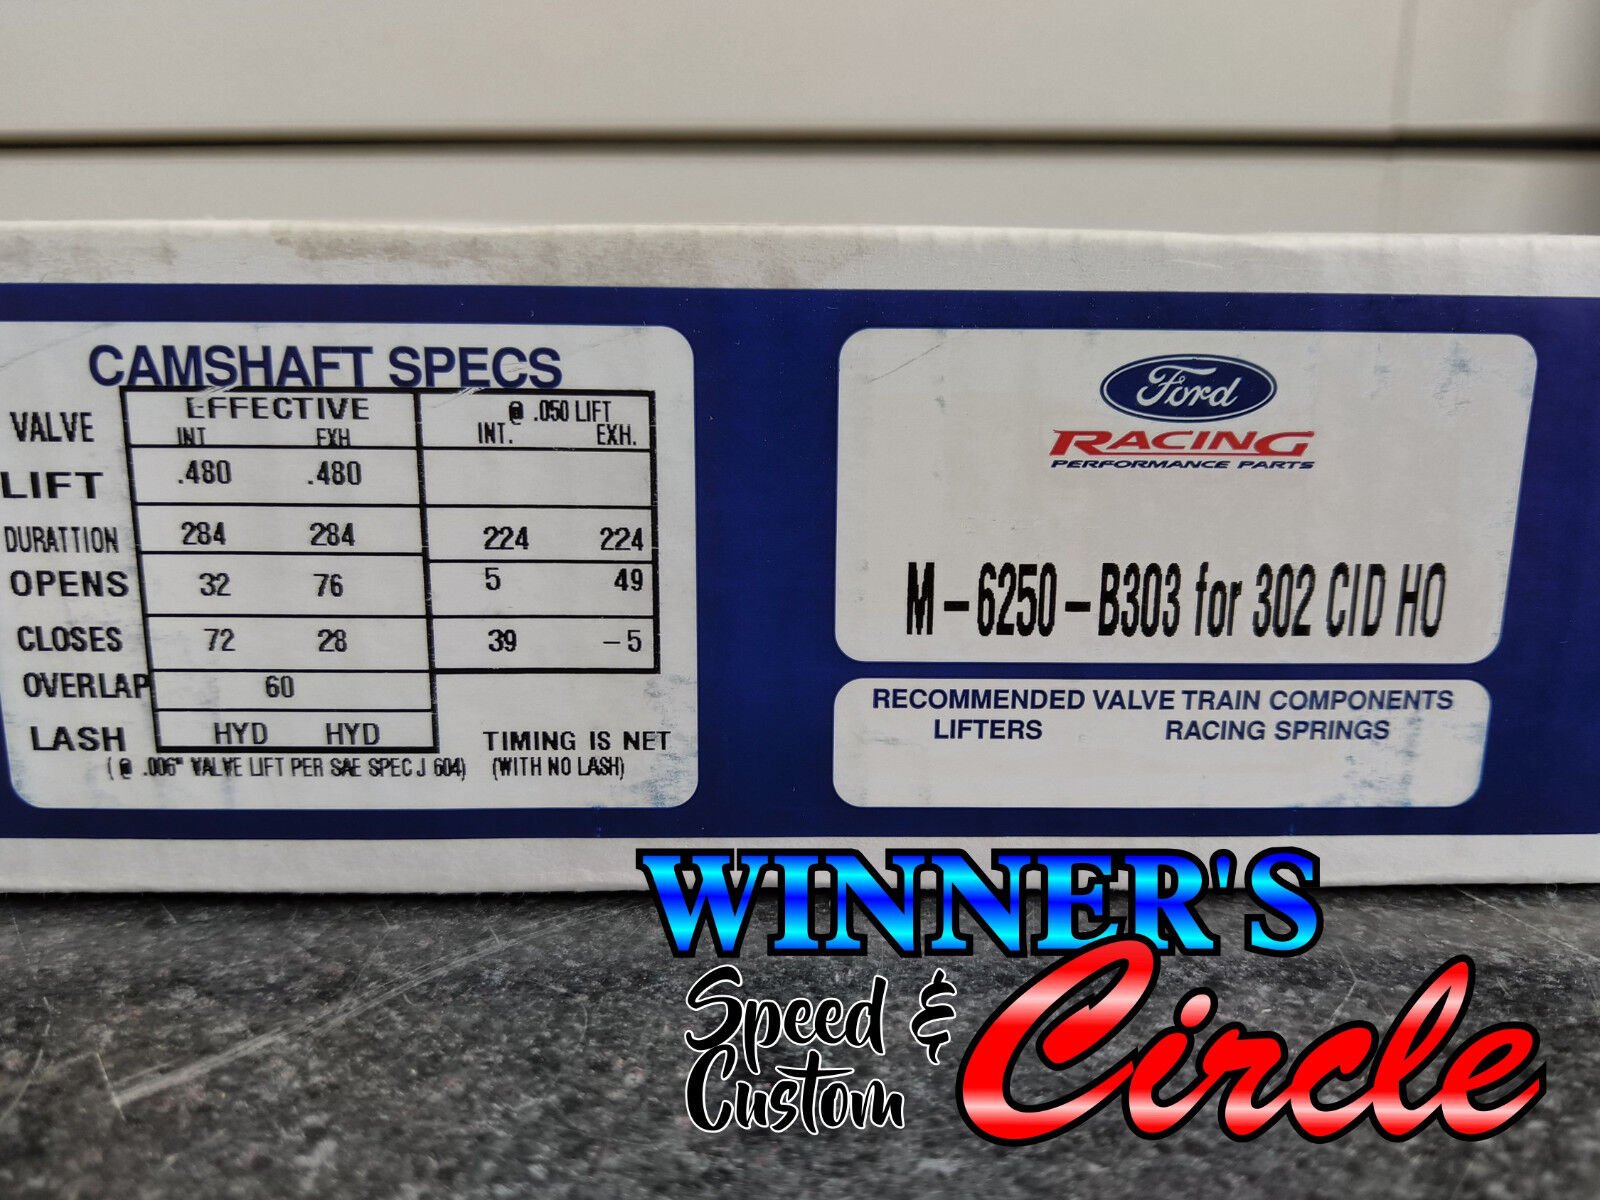 CAMSHAFT SPECS
VALVE EFFECTIVE @ .050 LIFT
INT EXH INT. EXH.
LIFT .480 .480
DURATTION 284 284 224 224
OPENS 32 76 5 49
CLOSES 72 28 39 -5
OVERLAP 60
LASH HYD HYD TIMING IS NET
(@ .006" VALVE LIFT PER SAE SPEC J 604) (WITH NO LASH)
Ford
RACING
PERFORMANCE PARTS
M-6250-B303 for 302 CID HO
RECOMMENDED VALVE TRAIN COMPONENTS
LIFTERS RACING SPRINGS
WINNER'S
Speed &
Custom
Circle